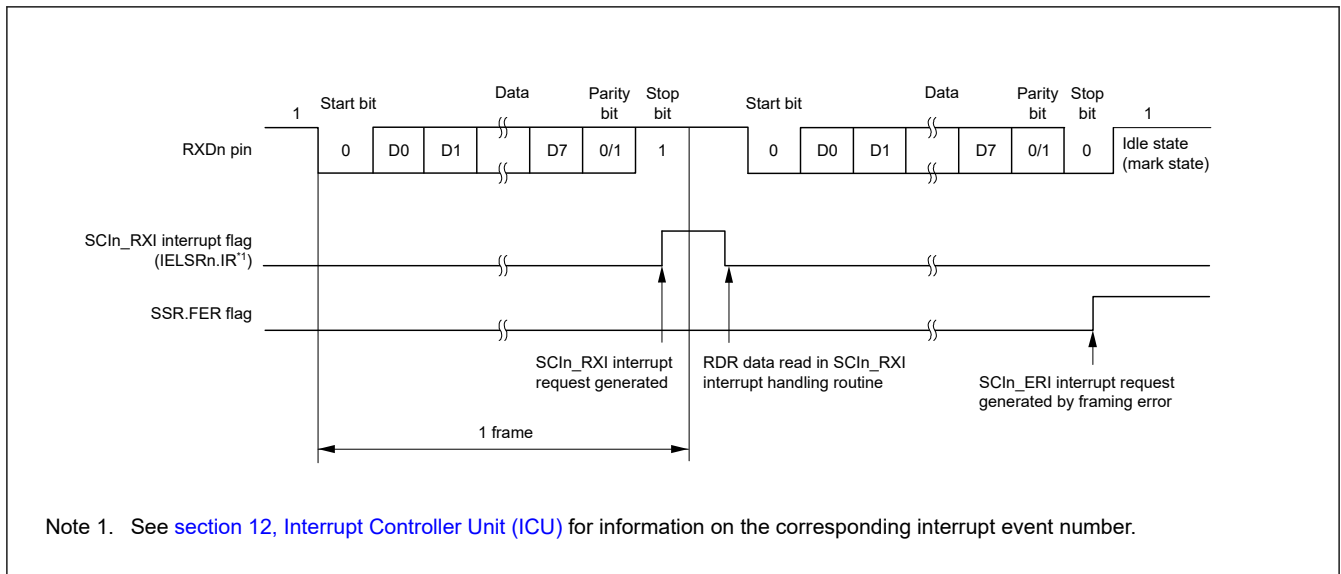 Start bit Data Parity bit Stop bit Start bit Data Parity bit Stop bit
1 1
RXDn pin 0 D0 D1 D7 0/1 1 0 D0 D1 D7 0/1 0 Idle state (mark state)
SCIn_RXI interrupt flag
(IELSRn.IR*1)
SSR.FER flag
SCIn_RXI interrupt
request generated
RDR data read in SCIn_RXI
interrupt handling routine
SCIn_ERI interrupt request
generated by framing error
1 frame
Note 1. See section 12, Interrupt Controller Unit (ICU) for information on the corresponding interrupt event number.